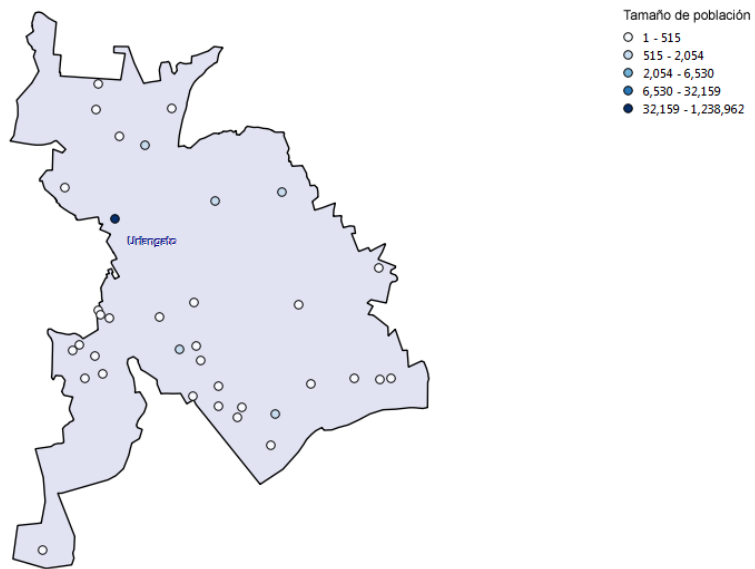 Tamaño de población
1 - 515
515 - 2,054
2,054 - 6,530
6,530 - 32,159
32,159 - 1,238,962